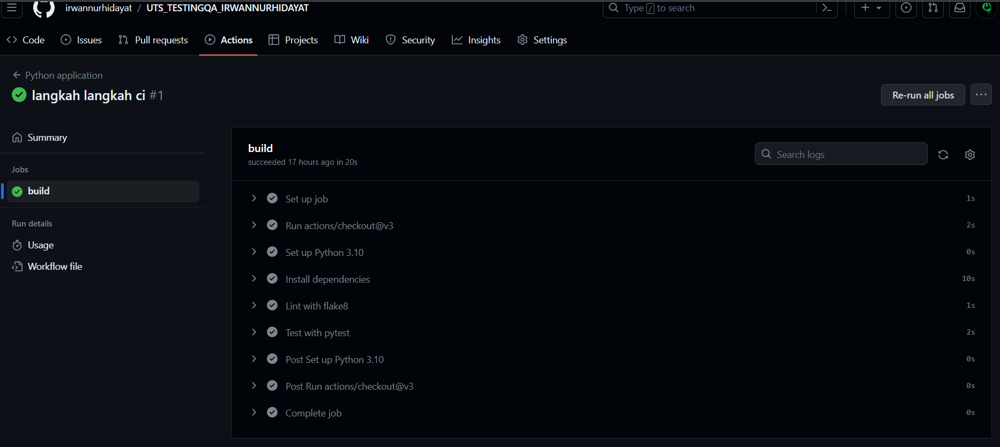 irwannurhidayat / UTS_TESTINGQA_IRWANNURHIDAYAT Type / to search
Code Issues Pull requests Actions Projects Wiki Security Insights Settings
Python application
langkah langkah ci #1
Re-run all jobs
Summary
Jobs
build
Run details
Usage
Workflow file
build
succeeded 17 hours ago in 20s
Search logs
Set up job 1s
Run actions/checkout@v3 2s
Set up Python 3.10 0s
Install dependencies 10s
Lint with flake8 1s
Test with pytest 2s
Post Set up Python 3.10 0s
Post Run actions/checkout@v3 0s
Complete job 0s